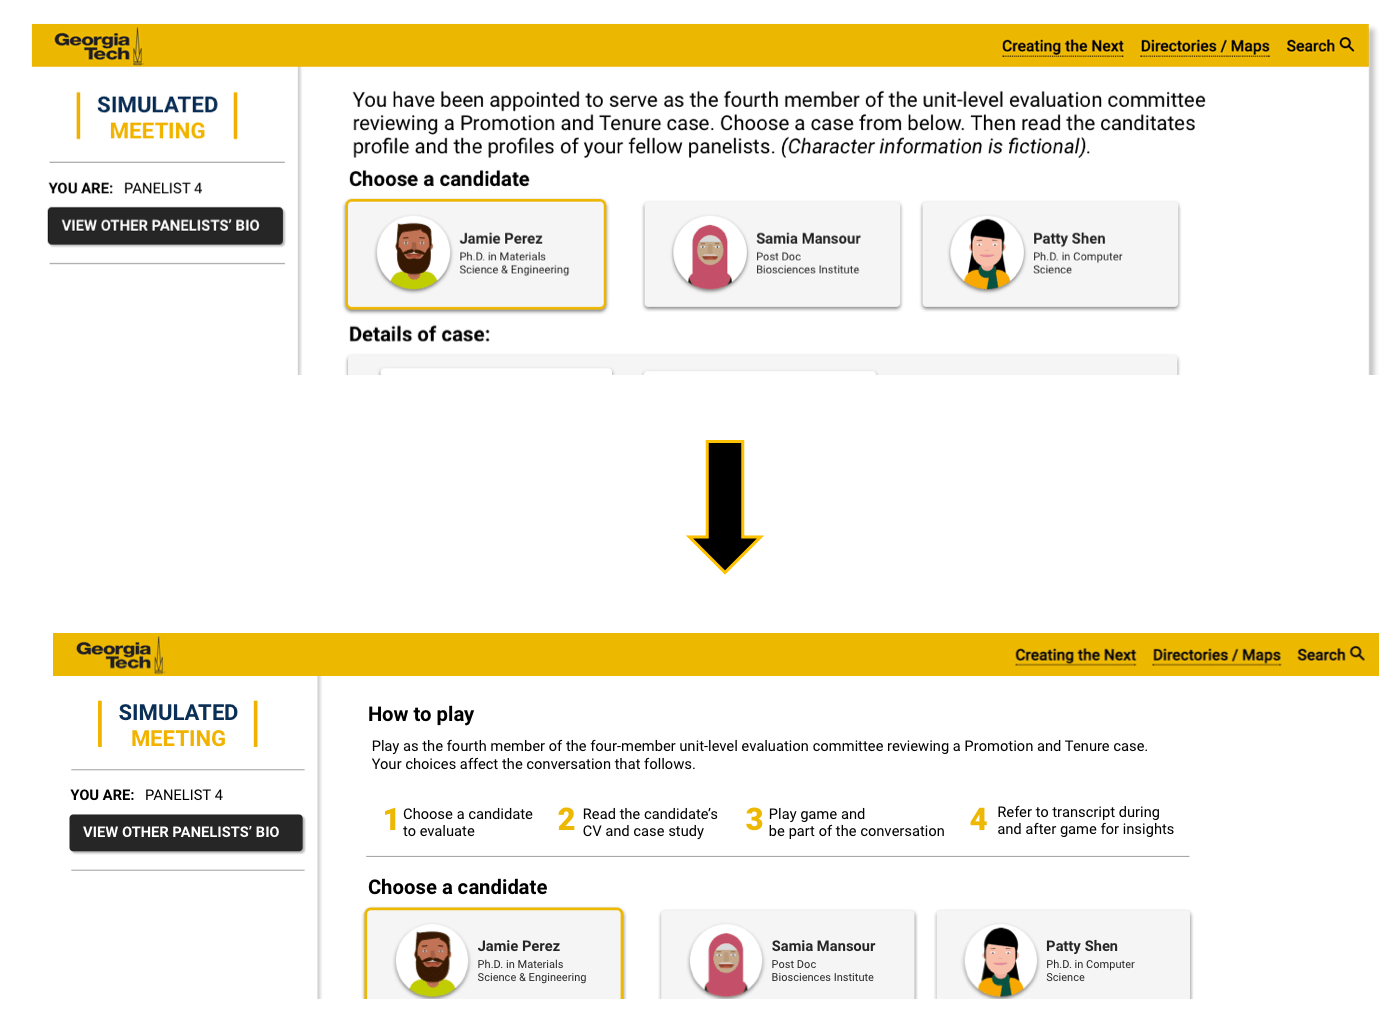 Georgia
Tech
Creating the Next
Directories / Maps
Search
SIMULATED
MEETING
YOU ARE: PANELIST 4
VIEW OTHER PANELISTS’ BIO
You have been appointed to serve as the fourth member of the unit-level evaluation committee
reviewing a Promotion and Tenure case. Choose a case from below. Then read the canditates
profile and the profiles of your fellow panelists. (Character information is fictional).
Choose a candidate
Jamie Perez
Ph.D. in Materials
Science & Engineering
Samia Mansour
Post Doc
Biosciences Institute
Patty Shen
Ph.D. in Computer
Science
Details of case:
Georgia
Tech
Creating the Next
Directories / Maps
Search
SIMULATED
MEETING
YOU ARE: PANELIST 4
VIEW OTHER PANELISTS’ BIO
How to play
Play as the fourth member of the four-member unit-level evaluation committee reviewing a Promotion and Tenure case.
Your choices affect the conversation that follows.
1 Choose a candidate
to evaluate
2 Read the candidate’s
CV and case study
3 Play game and
be part of the conversation
4 Refer to transcript during
and after game for insights
Choose a candidate
Jamie Perez
Ph.D. in Materials
Science & Engineering
Samia Mansour
Post Doc
Biosciences Institute
Patty Shen
Ph.D. in Computer
Science